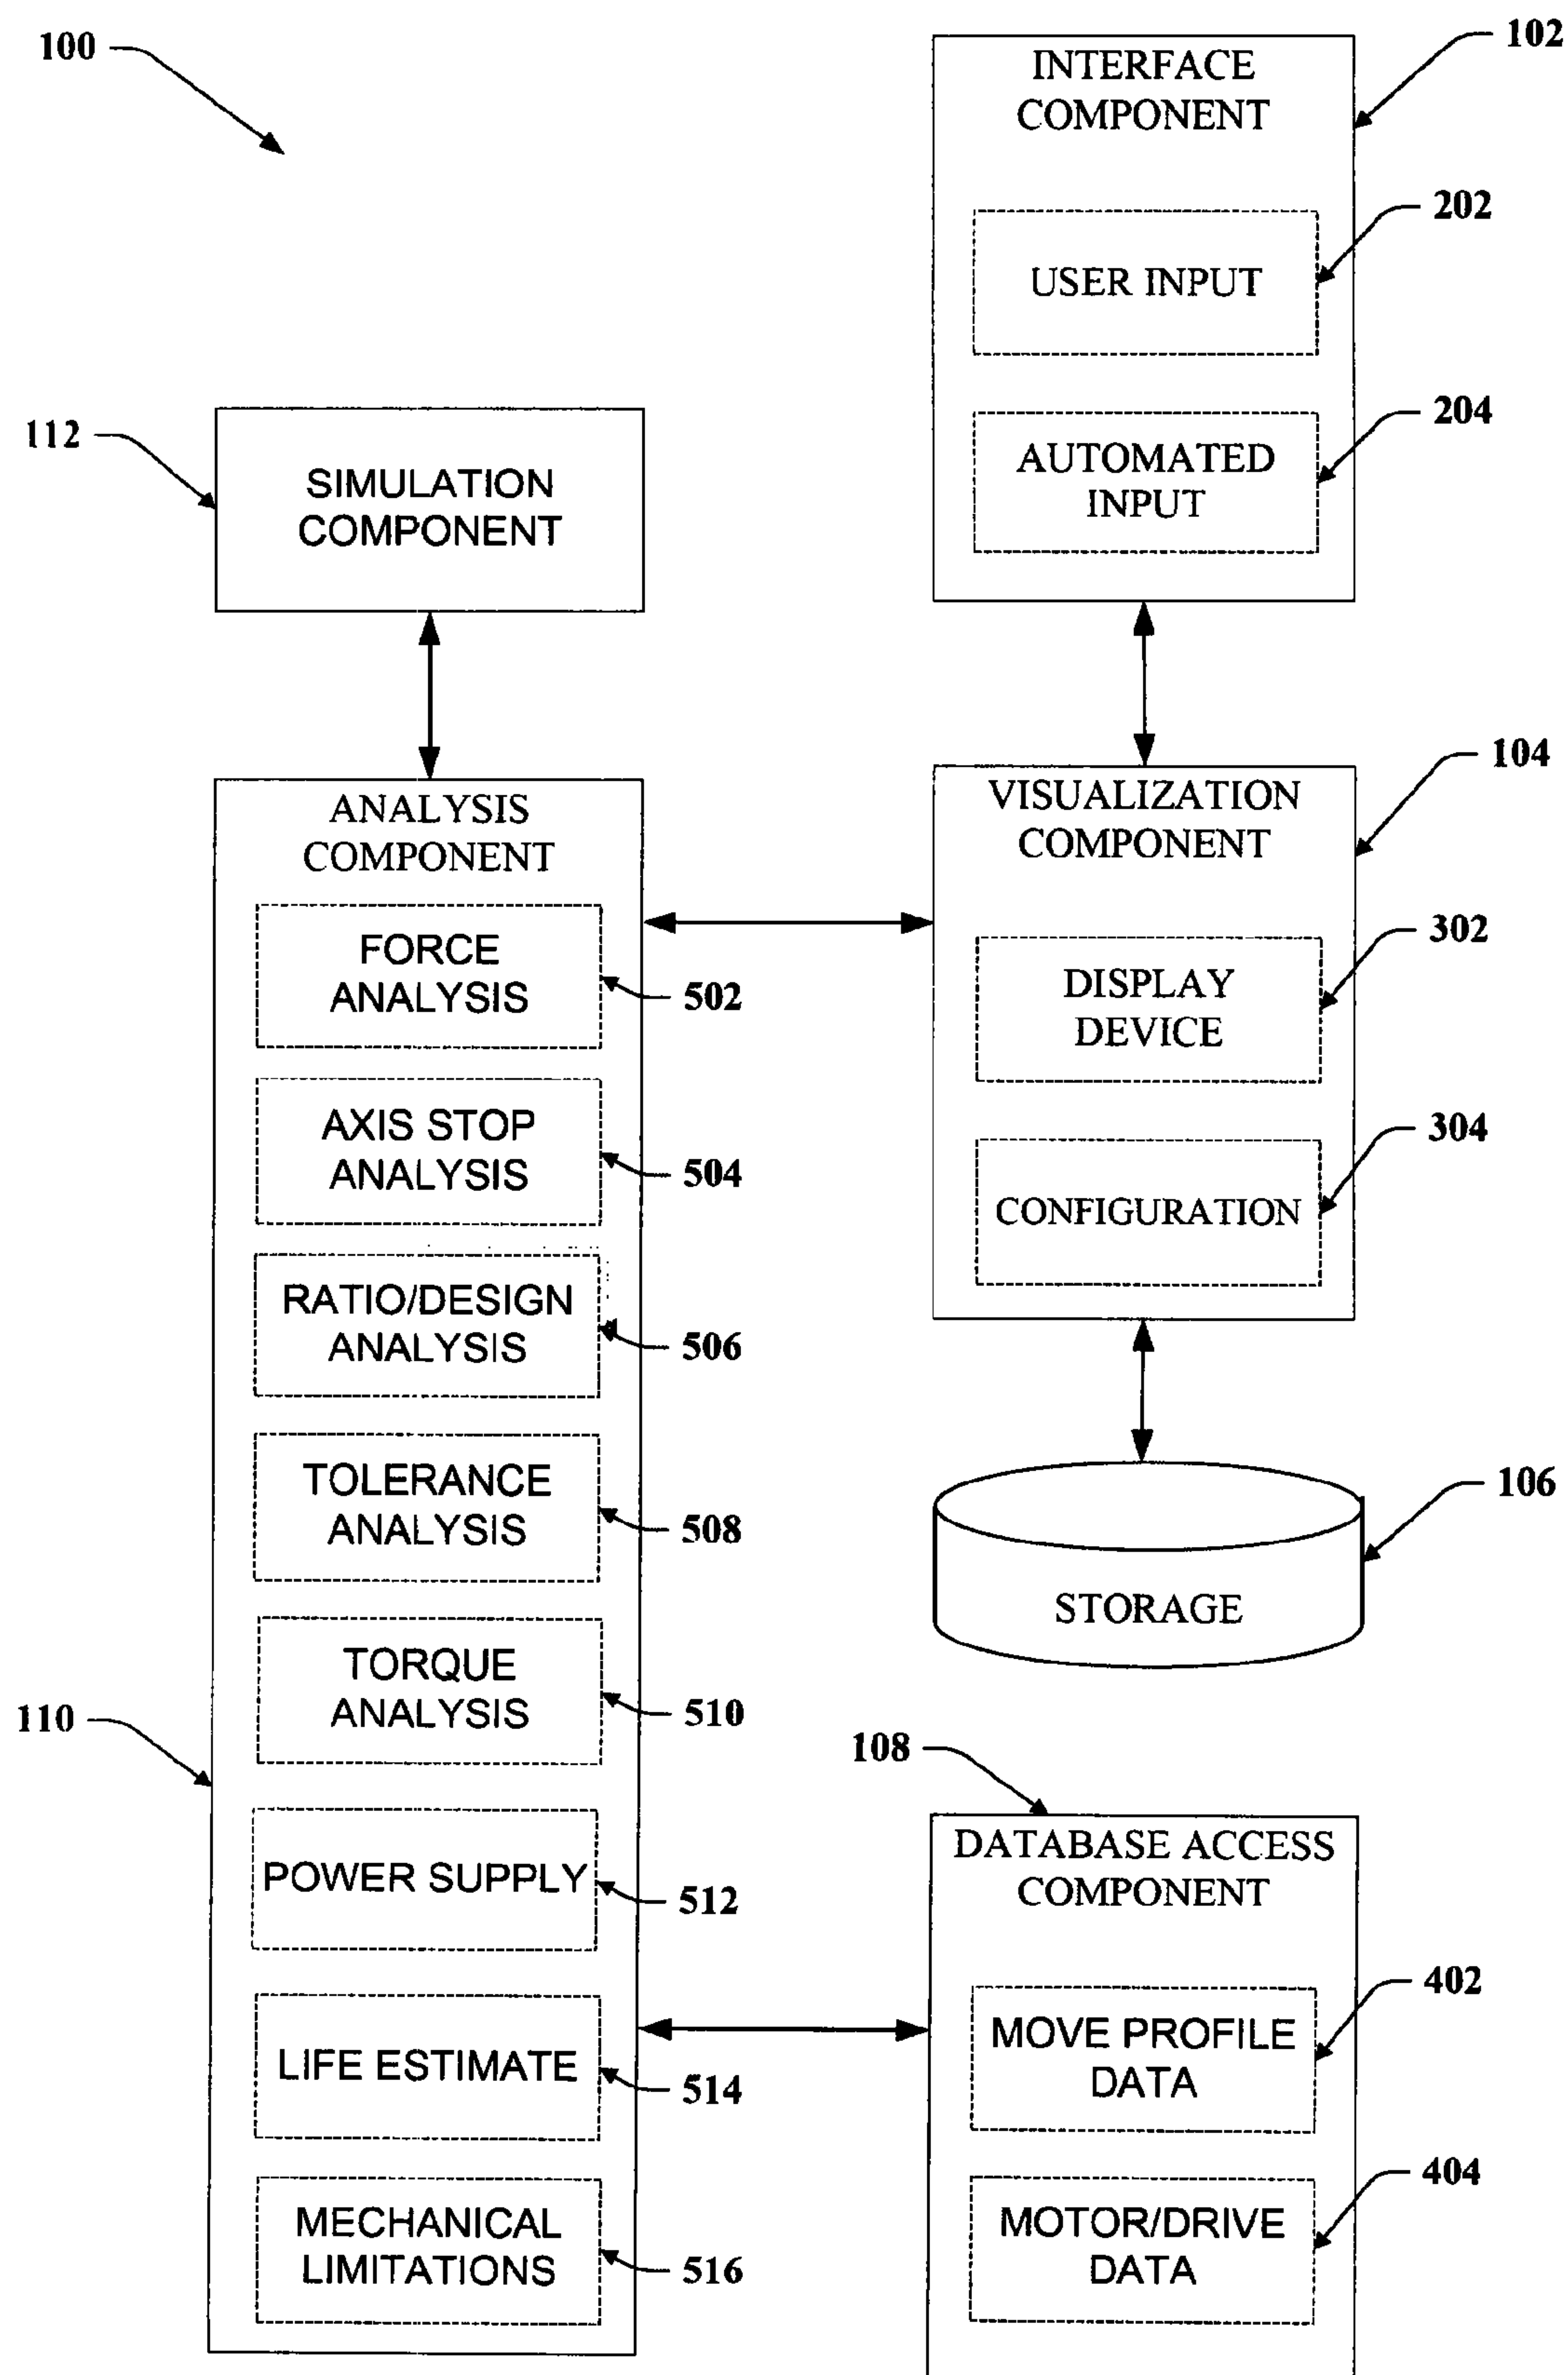 100
102
INTERFACE
COMPONENT
202
USER INPUT
204
AUTOMATED
INPUT
112
SIMULATION
COMPONENT
110
ANALYSIS
COMPONENT
FORCE
ANALYSIS
502
AXIS STOP
ANALYSIS
504
RATIO/DESIGN
ANALYSIS
506
TOLERANCE
ANALYSIS
508
TORQUE
ANALYSIS
510
POWER SUPPLY
512
LIFE ESTIMATE
514
MECHANICAL
LIMITATIONS
516
104
VISUALIZATION
COMPONENT
302
DISPLAY
DEVICE
304
CONFIGURATION
106
STORAGE
108
DATABASE ACCESS
COMPONENT
402
MOVE PROFILE
DATA
404
MOTOR/DRIVE
DATA